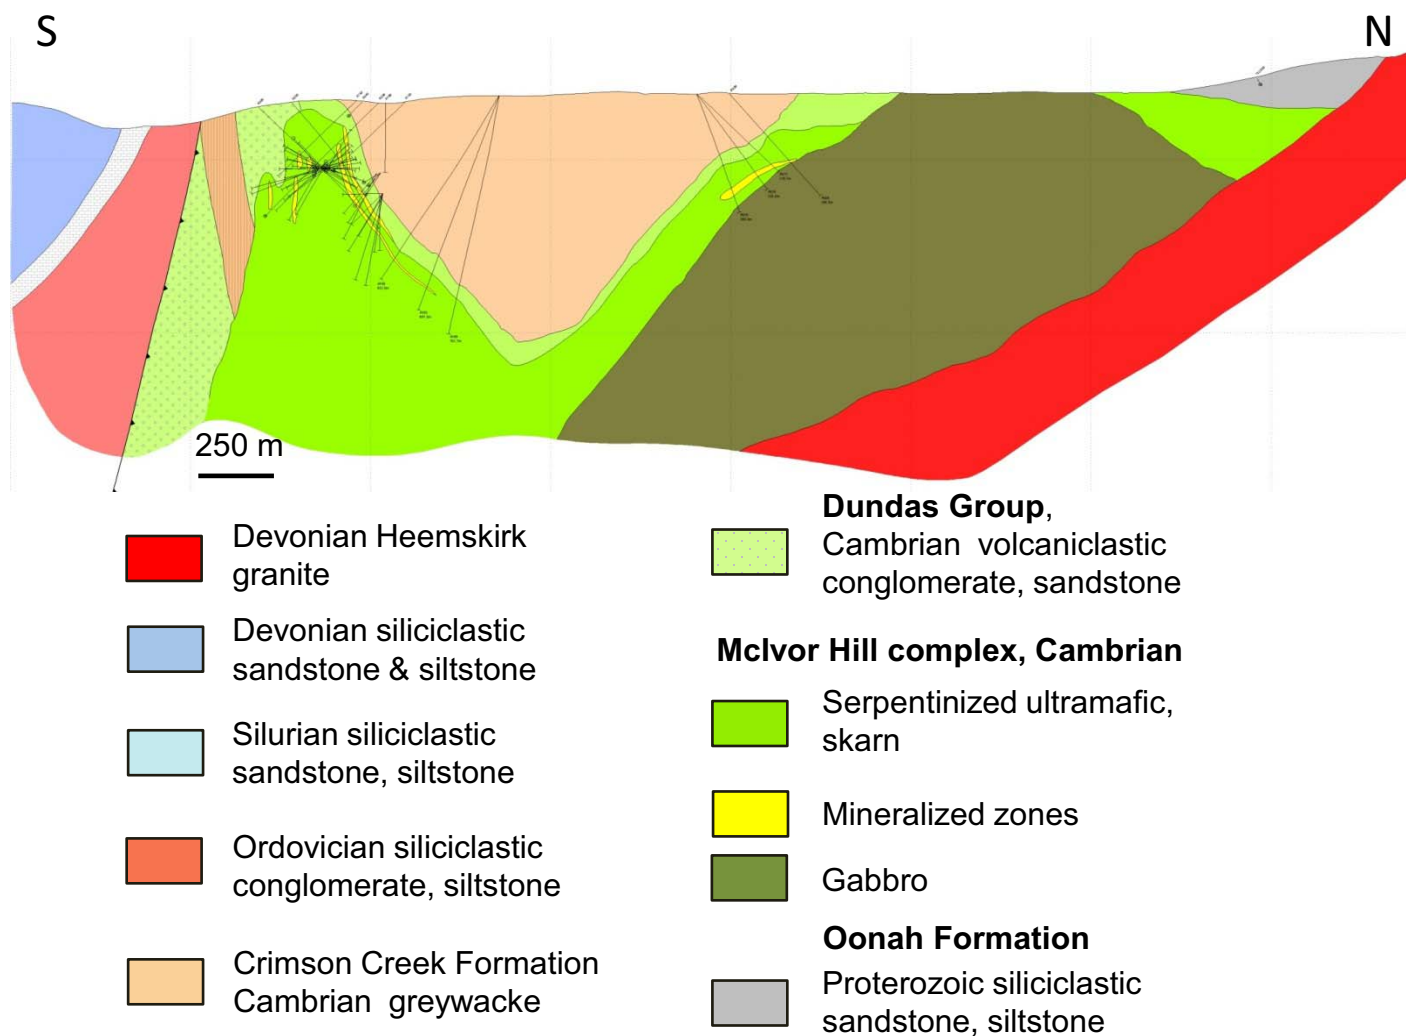 S
N
250 m
Devonian Heemskirk
granite
Devonian siliciclastic
sandstone & siltstone
Silurian siliciclastic
sandstone, siltstone
Ordovician siliciclastic
conglomerate, siltstone
Crimson Creek Formation
Cambrian greywacke
Dundas Group,
Cambrian volcaniclastic
conglomerate, sandstone
McIvor Hill complex, Cambrian
Serpentinized ultramafic,
skarn
Mineralized zones
Gabbro
Oonah Formation
Proterozoic siliciclastic
sandstone, siltstone